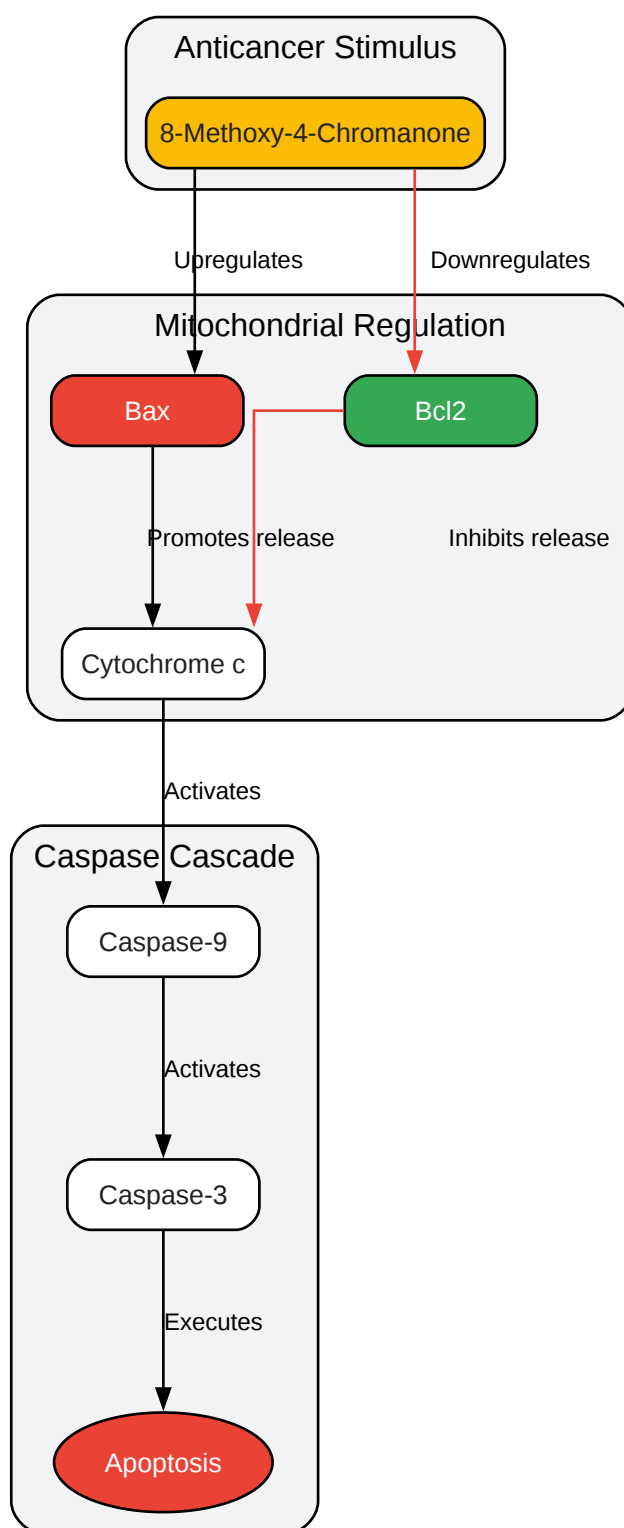 Anticancer Stimulus
8-Methoxy-4-Chromanone
Upregulates
Downregulates
Mitochondrial Regulation
Bax
Bcl2
Promotes release
Inhibits release
Cytochrome c
Activates
Caspase Cascade
Caspase-9
Activates
Caspase-3
Executes
Apoptosis